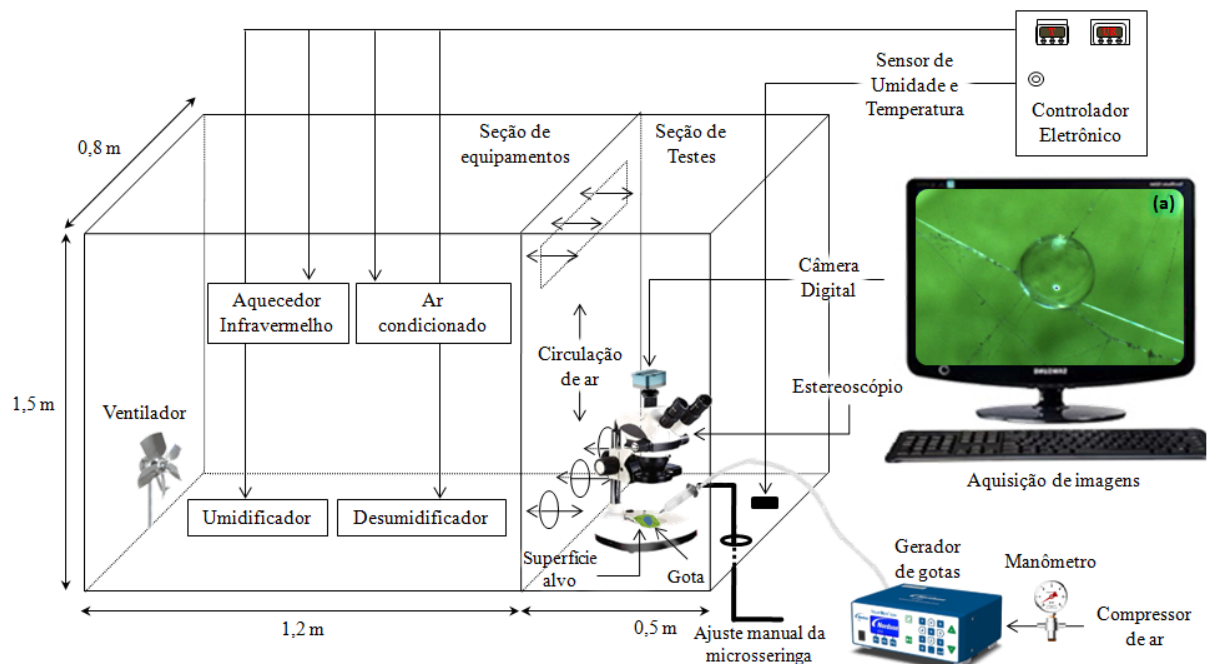 Sensor de
Umidade e
Temperatura
Controlador
Eletrônico
0,8 m
Seção de
equipamentos
Seção de
Testes
(a)
Câmera
Digital
Aquecedor
Infravermelho
Ar
condicionado
Circulação
de ar
Estereoscópio
1,5 m
Ventilador
Aquisição de imagens
Umidificador
Desumidificador
Superfície
alvo
Gota
Gerador
de gotas
Manômetro
Compressor
de ar
1,2 m
0,5 m
Ajuste manual da
microsseringa